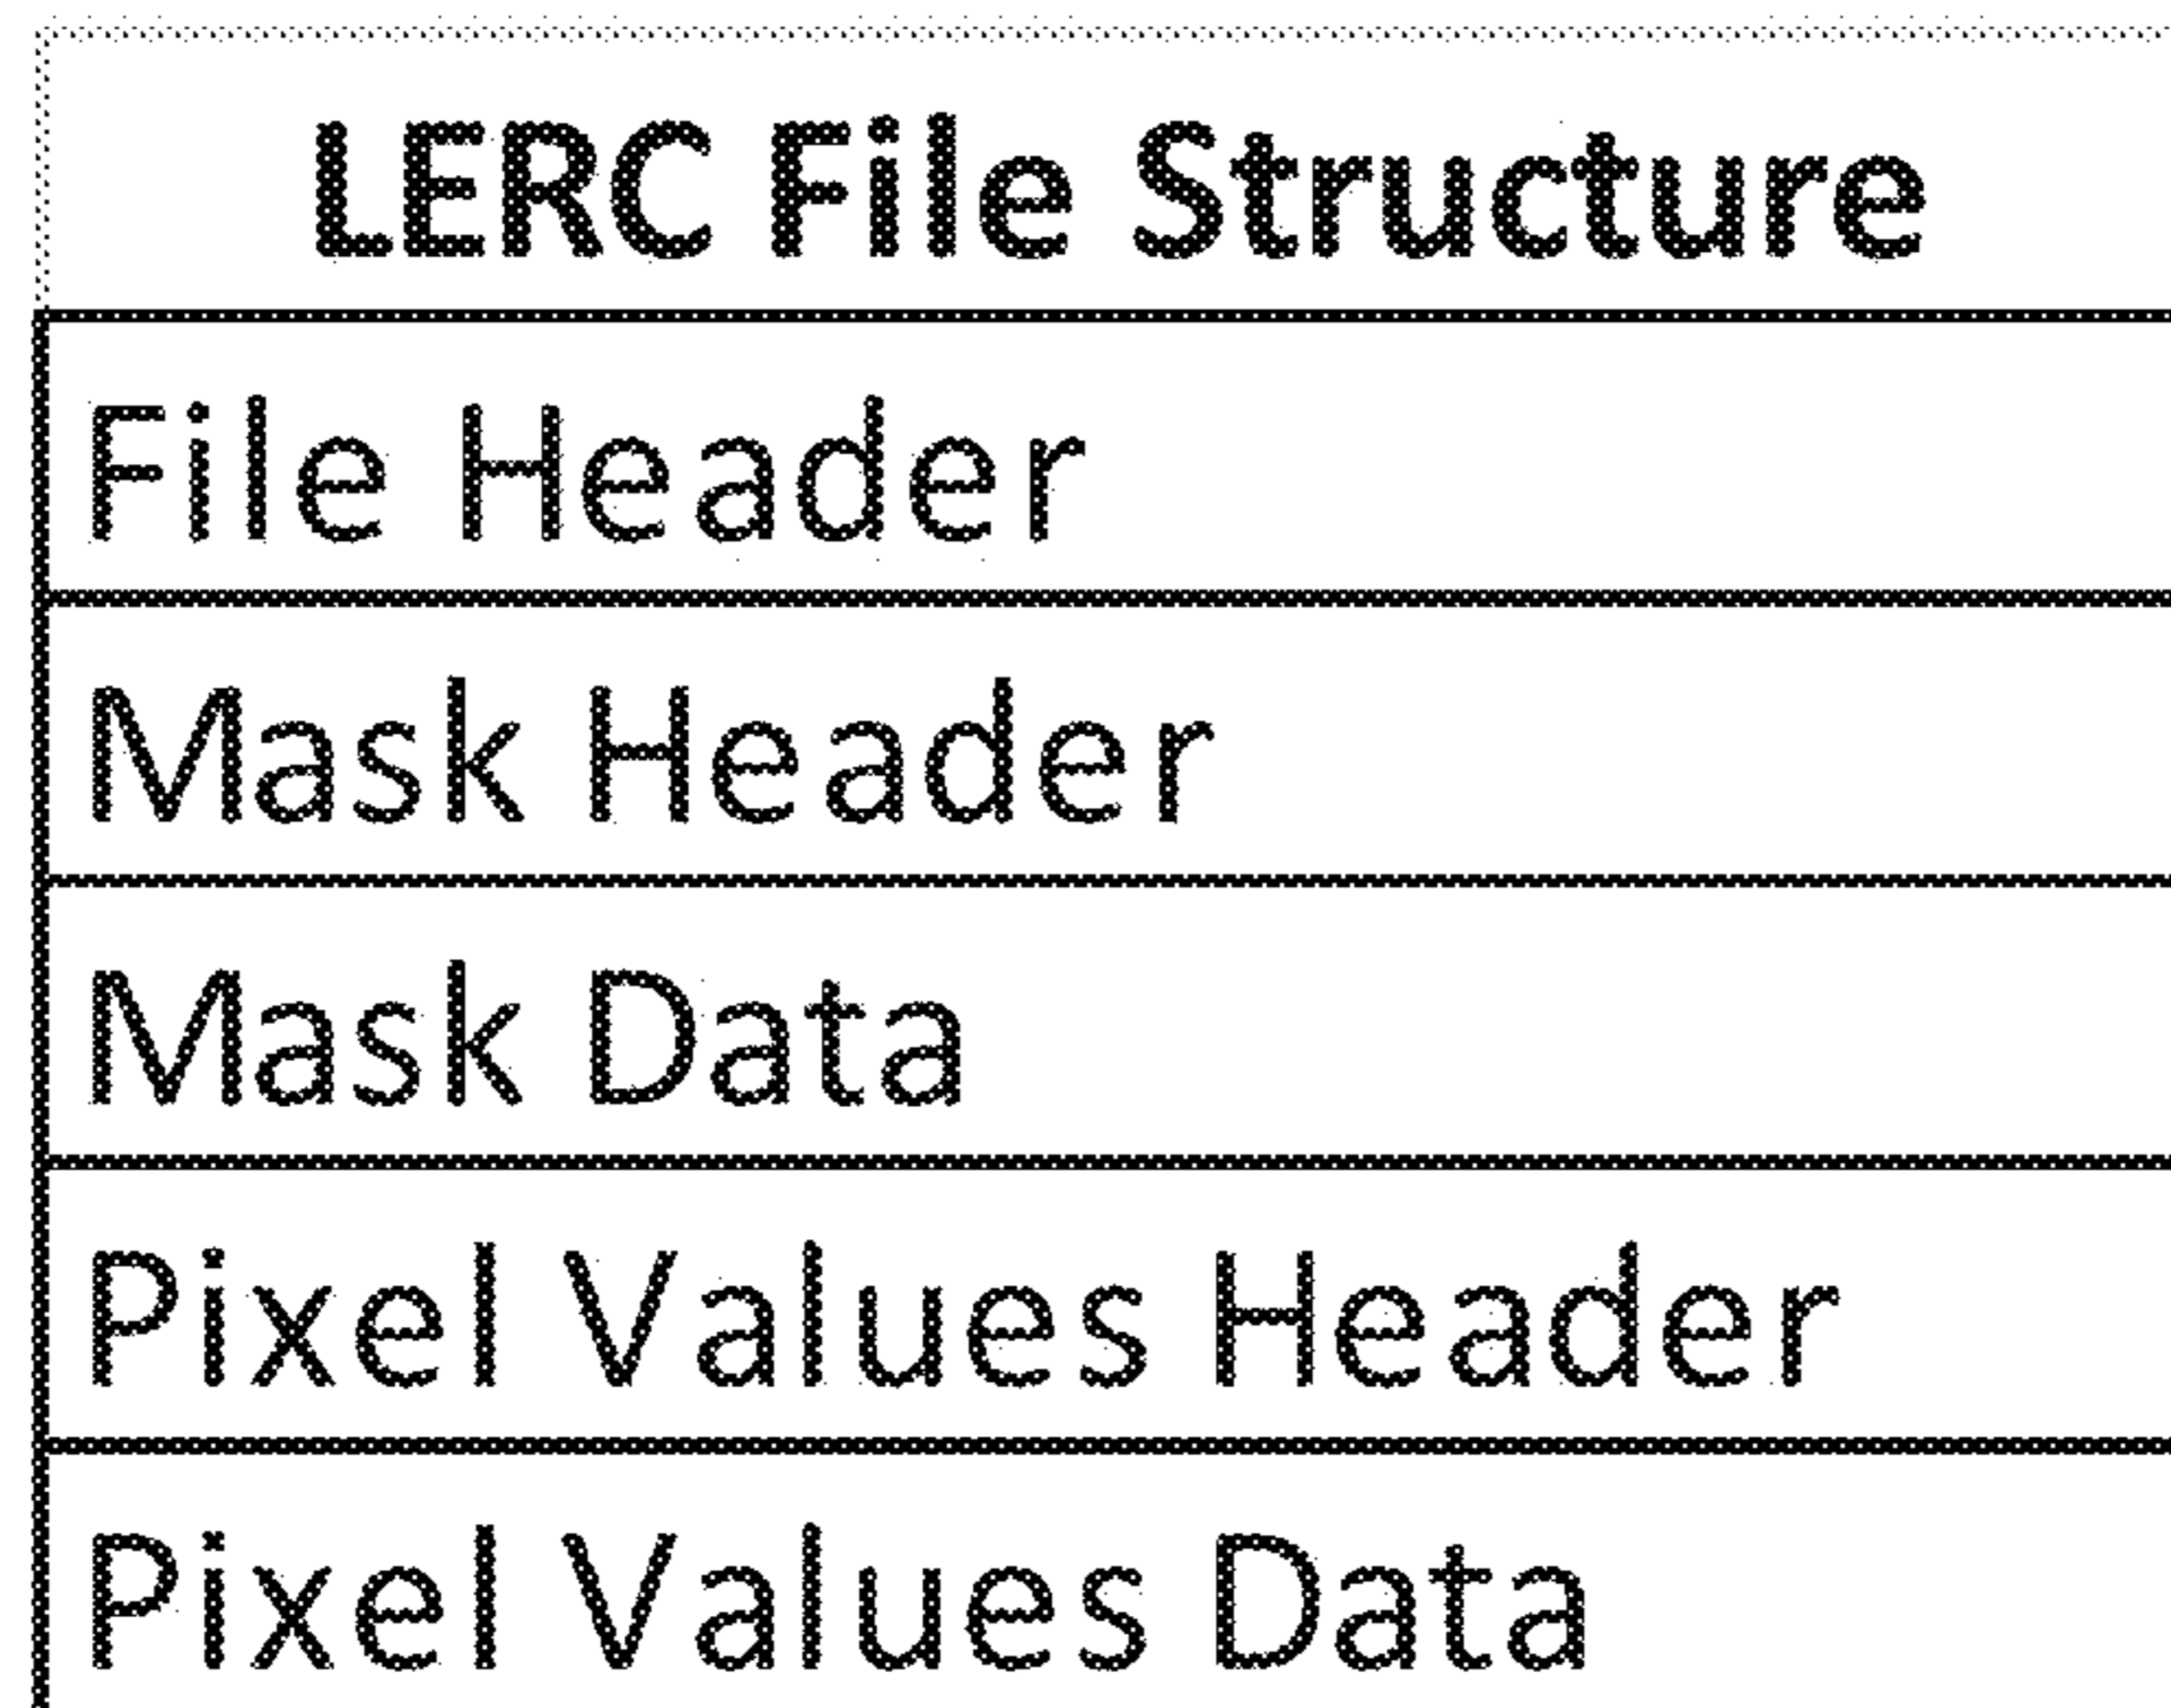 LERC File Structure
File Header
Mask Header
Mask Data
Pixel Values Header
Pixel Values Data